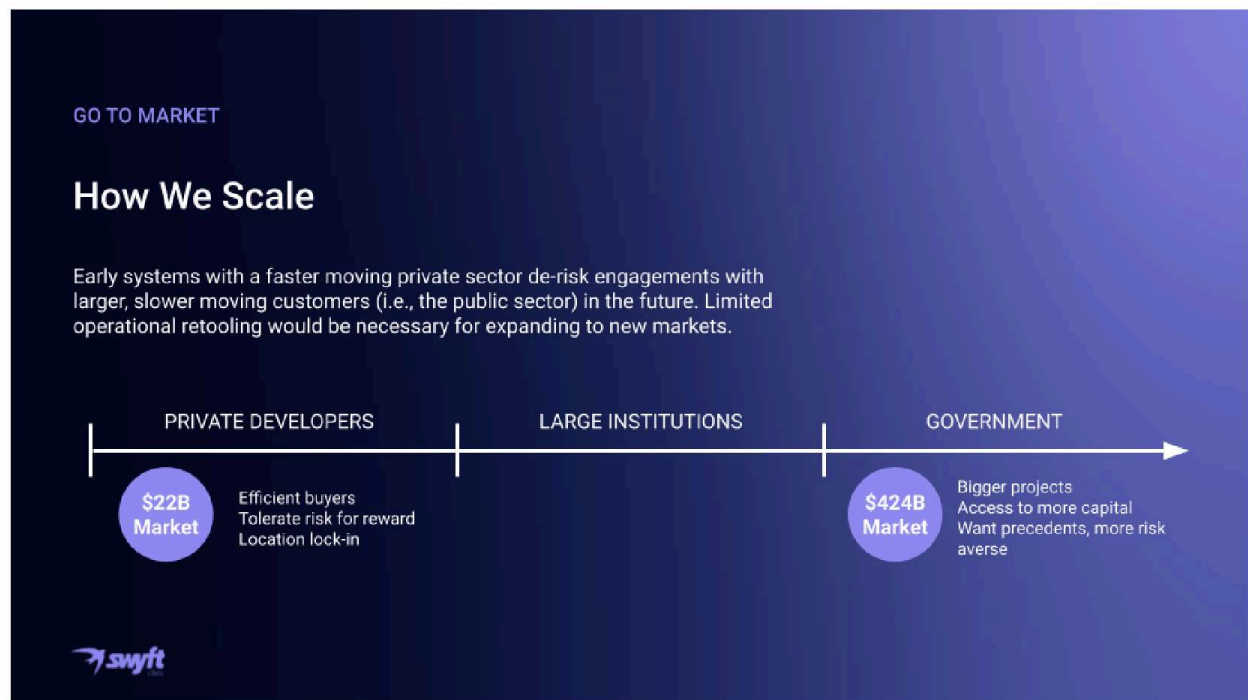 GO TO MARKET
How We Scale
Early systems with a faster moving private sector de-risk engagements with
larger, slower moving customers (i.e., the public sector) in the future. Limited
operational retooling would be necessary for expanding to new markets.
PRIVATE DEVELOPERS
LARGE INSTITUTIONS
GOVERNMENT
$22B
Market
Efficient buyers
Tolerate risk for reward
Location lock-in
$424B
Market
Bigger projects
Access to more capital
Want precedents, more risk
averse
swyft